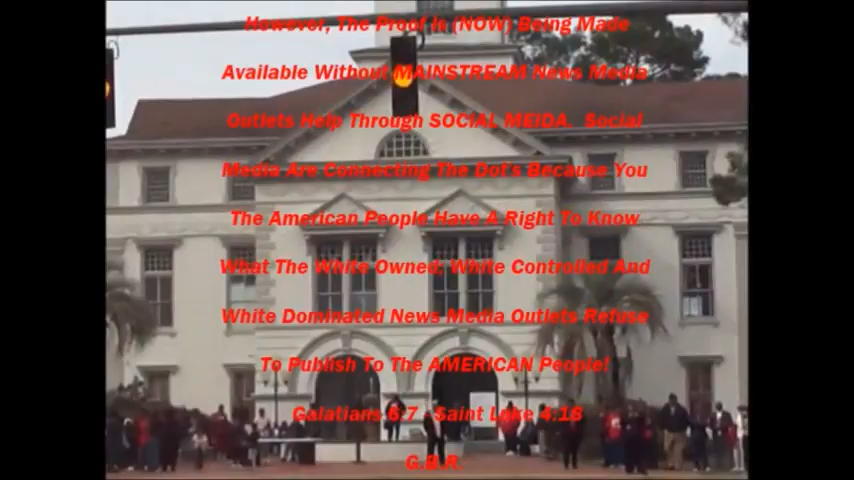 However, The Proof Is (NOW) Being Made
Available Without MAINSTREAM News Media
Outlets Help Through SOCIAL MEIDA. Social
Media Are Connecting The Dot's Because You
The American People Have A Right To Know
What The White Owned; White Controlled And
White Dominated News Media Outlets Refuse
To Publish To The AMERICAN People!
Galatians 6:7 - Saint Luke 4:18
G.B.R.